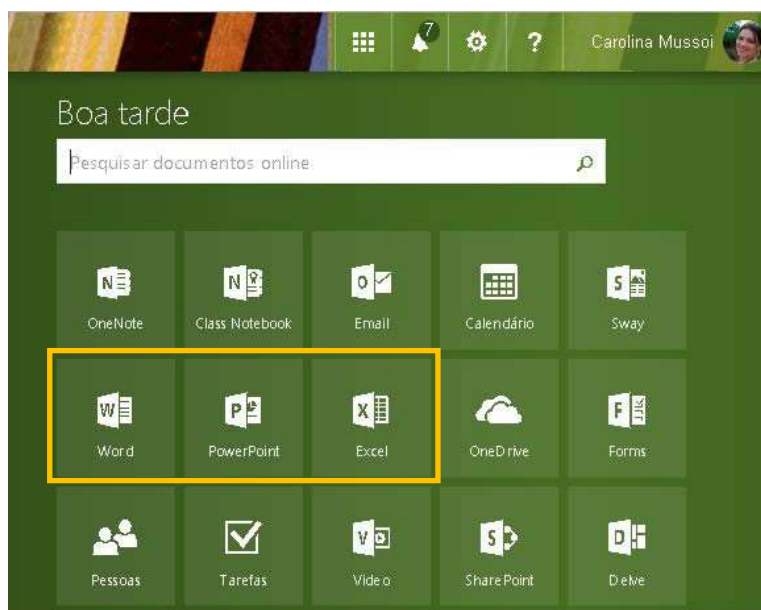 7
Carolina Mussoi
Boa tarde
Pesquisar documentos online
OneNote
Class Notebook
Email
Calendário
Sway
Word
PowerPoint
Excel
OneDrive
Forms
Pessoas
Tarefas
Video
SharePoint
Delve